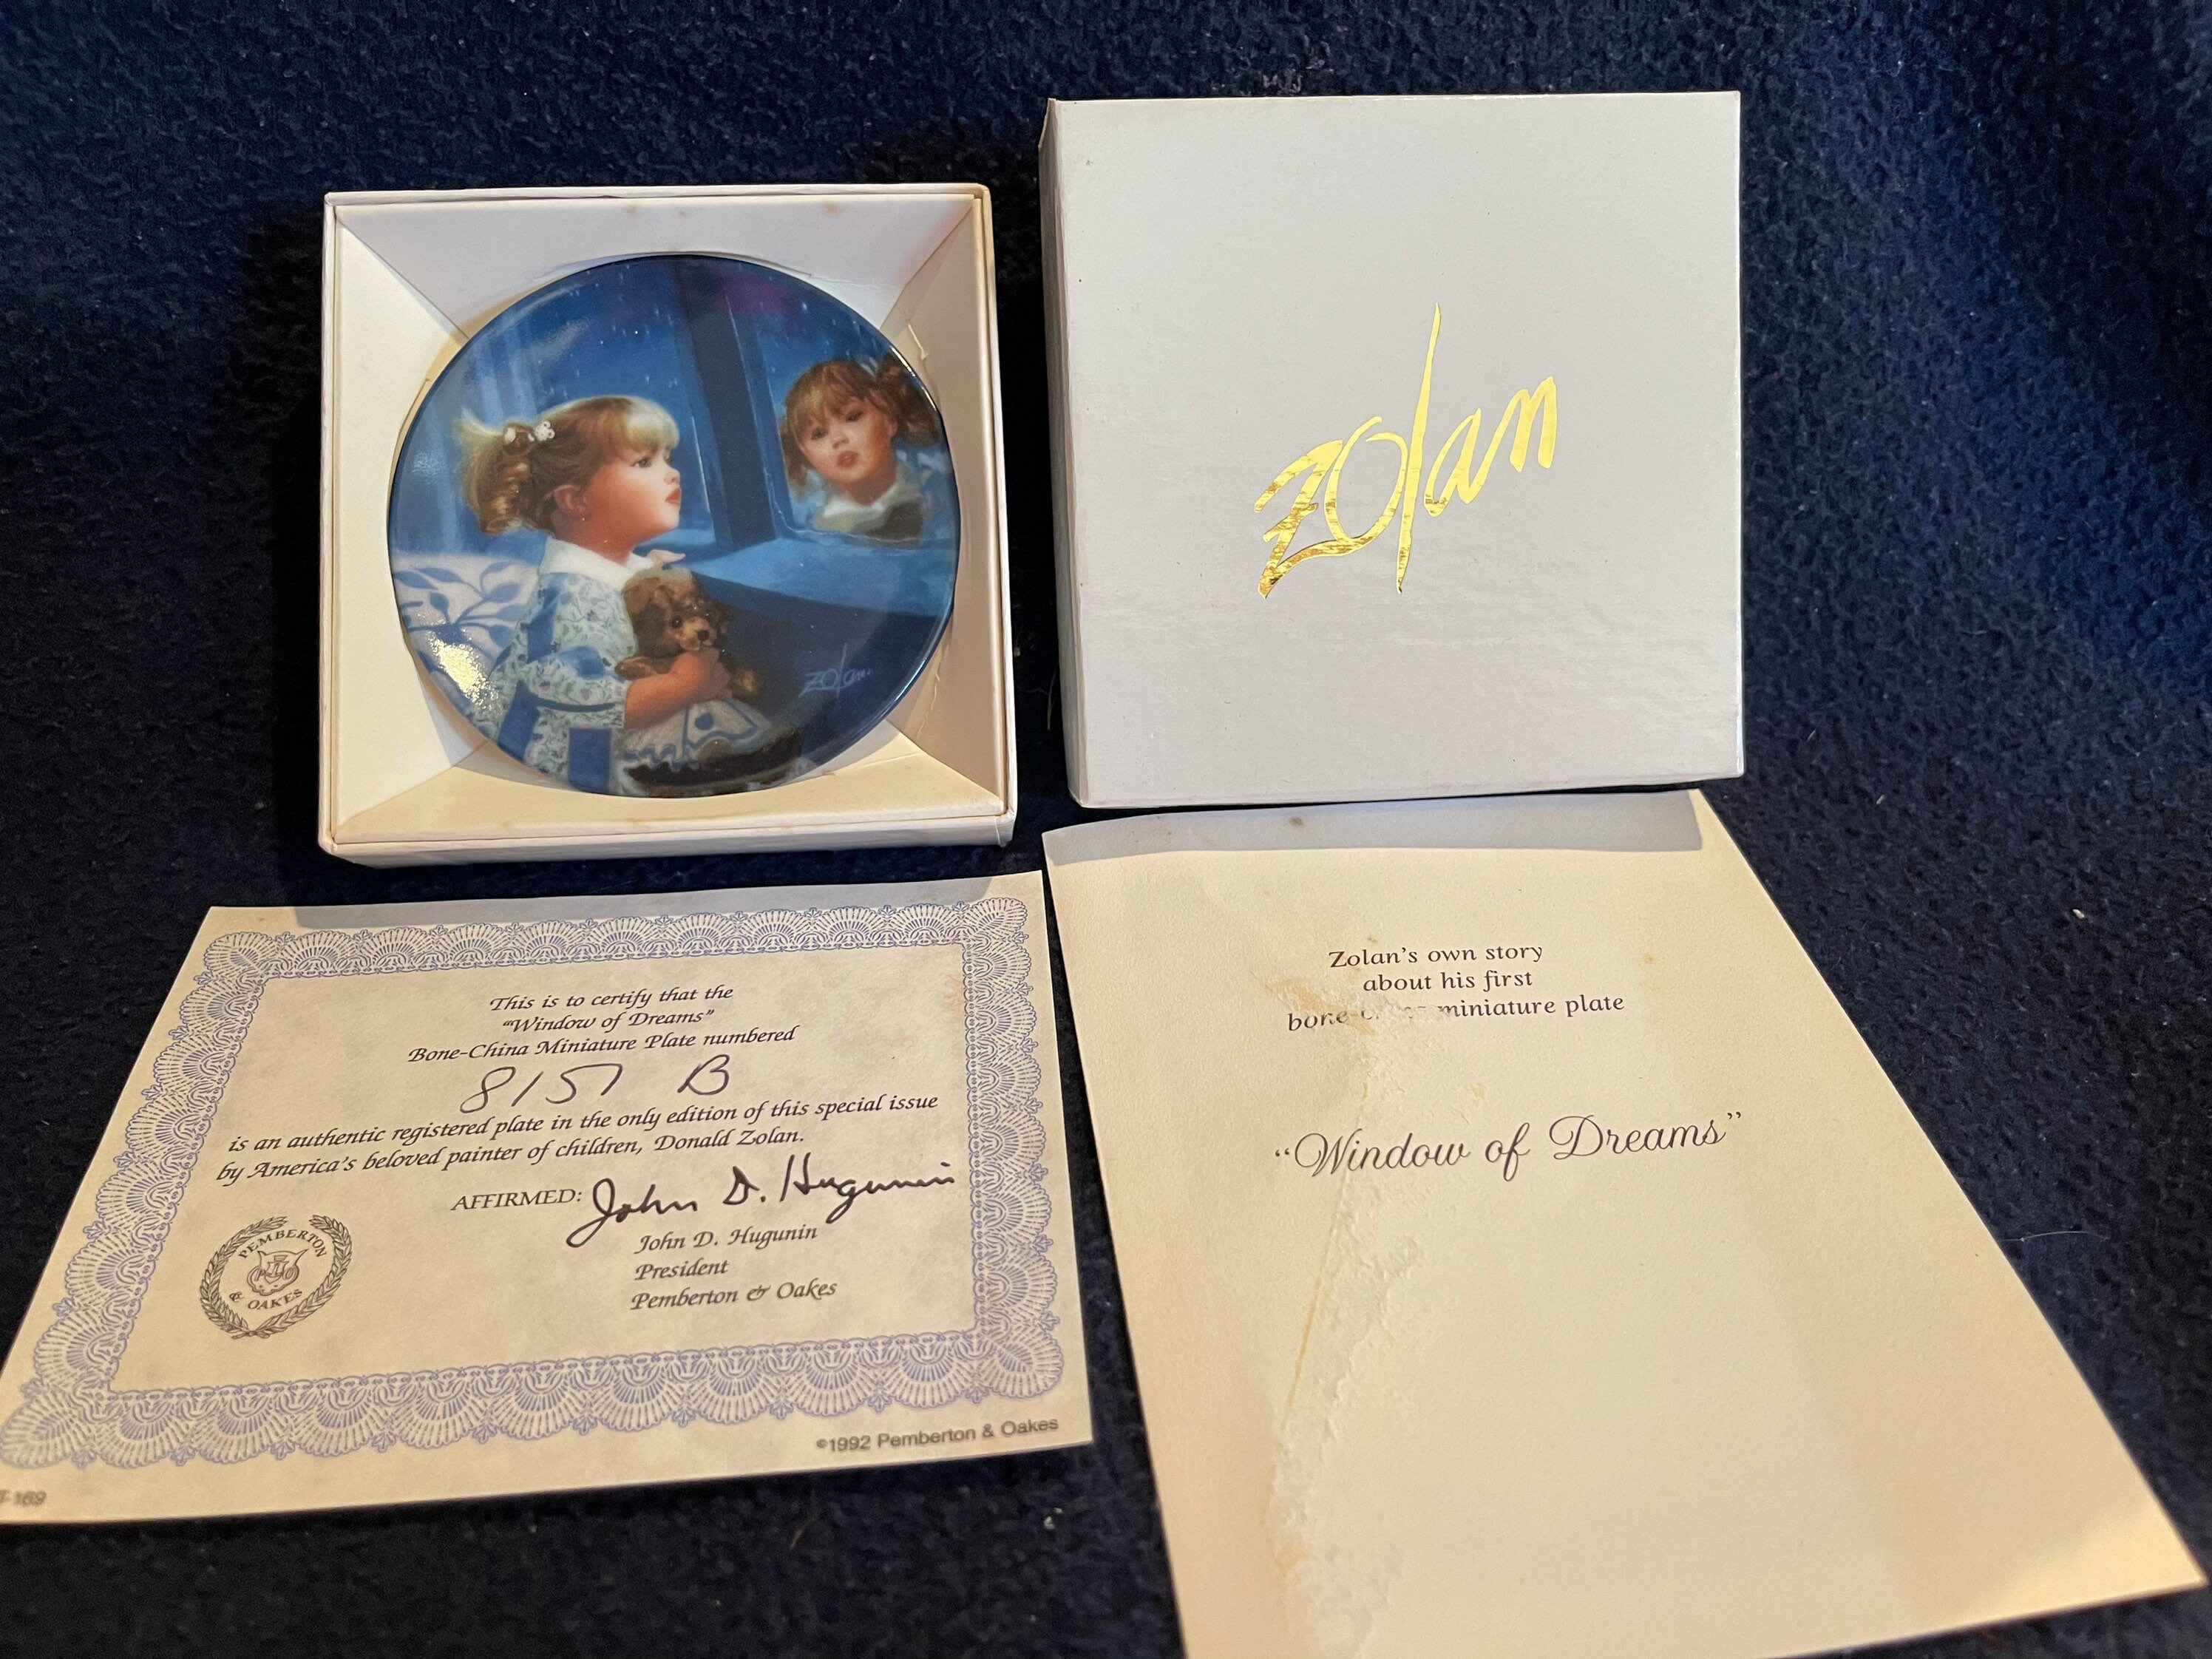 zolan
Zolan
This is to certify that the
"Window of Dreams"
Bone-China Miniature Plate numbered
8151 B
is an authentic registered plate in the only edition of this special issue
by America's beloved painter of children, Donald Zolan.
AFFIRMED: John D. Hugunin
John D. Hugunin
President
Pemberton & Oakes
PEMBERTON
& OAKES
©1992 Pemberton & Oakes
Zolan's own story
about his first
miniature plate
"Window of Dreams"